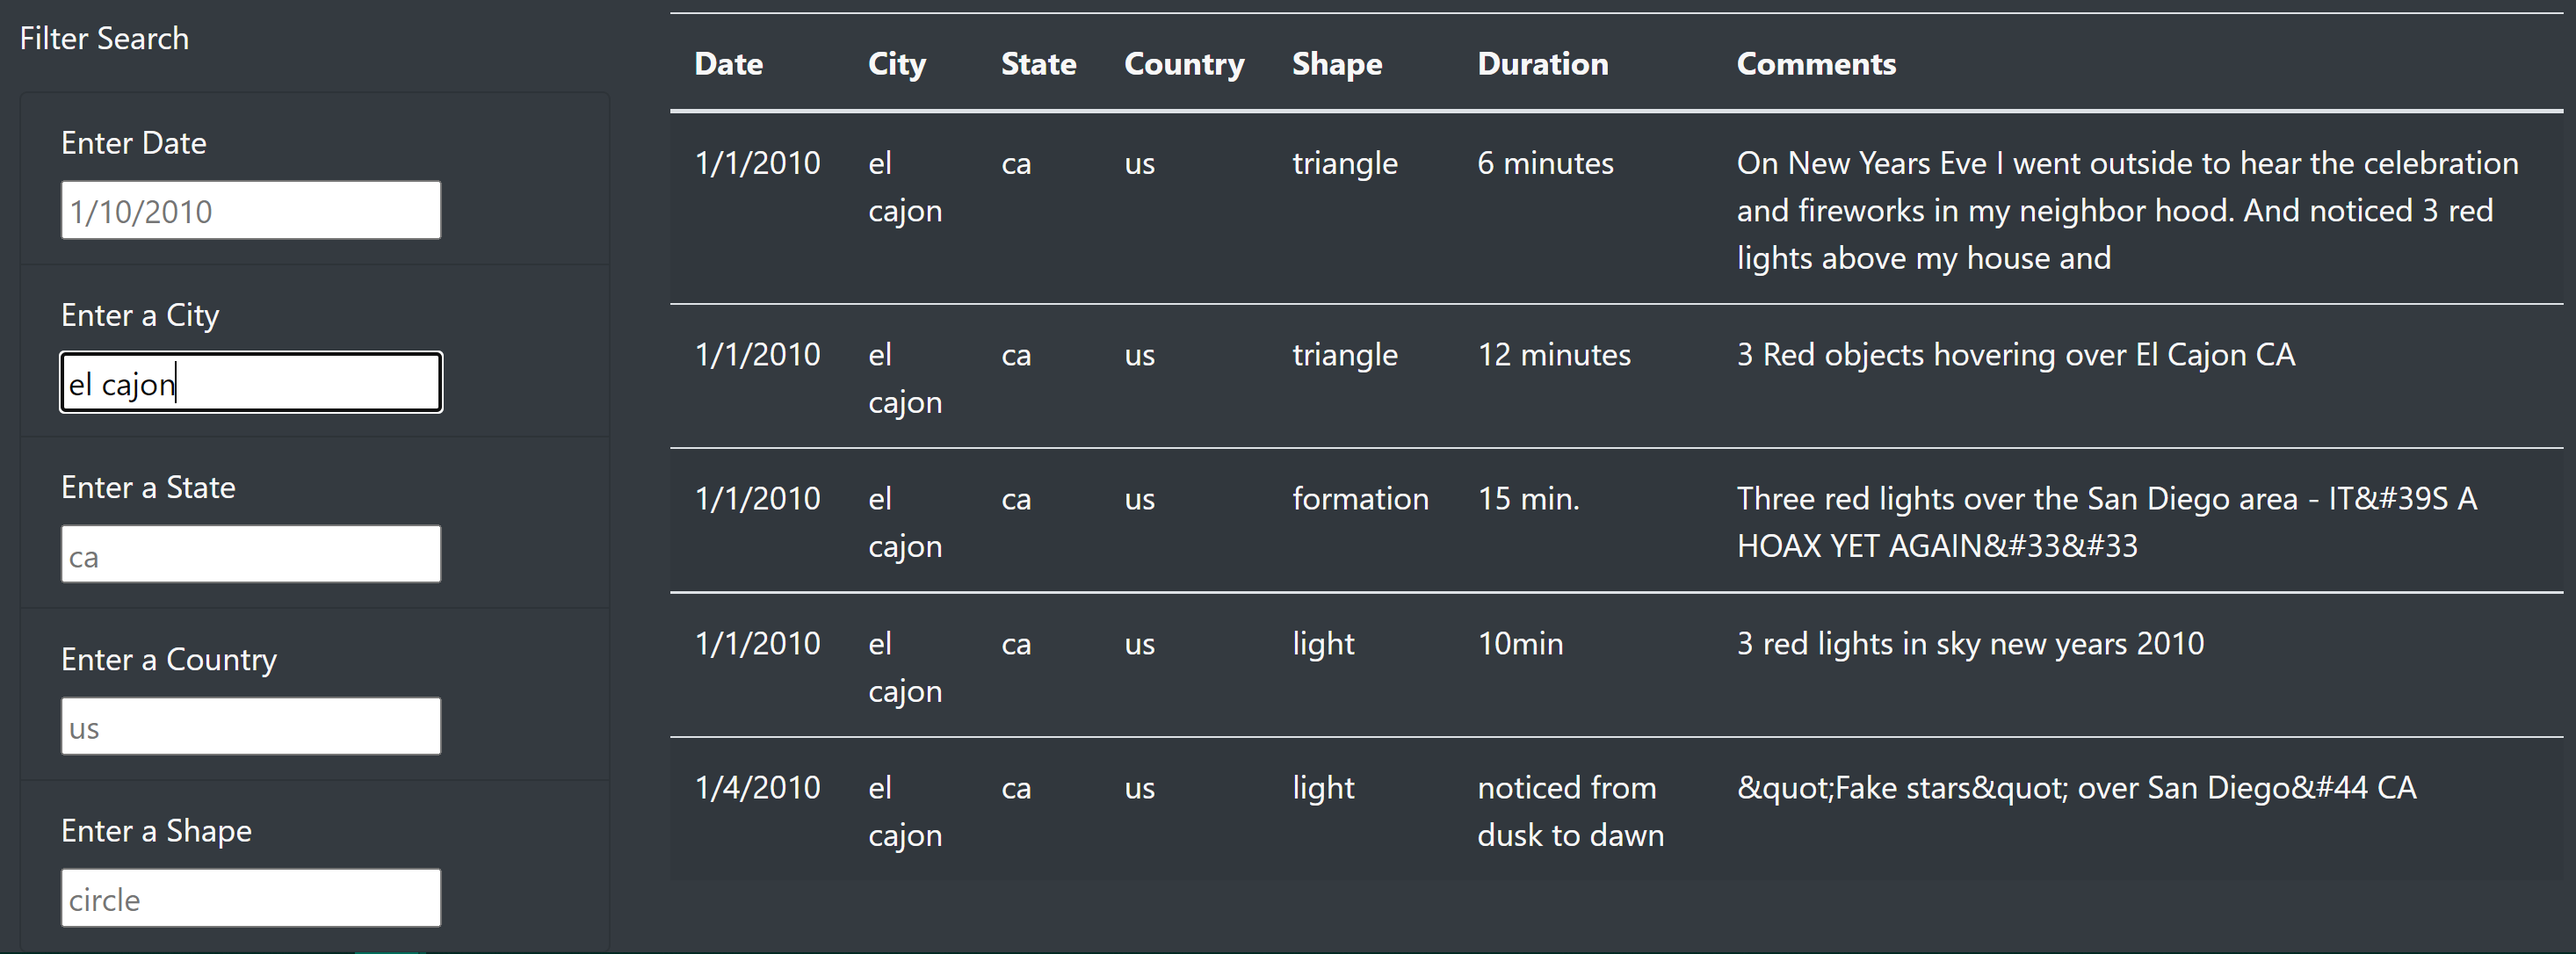 Filter Search
Enter Date
1/10/2010
Enter a City
el cajon
Enter a State
ca
Enter a Country
us
Enter a Shape
circle
Date City State Country Shape Duration Comments
1/1/2010 el ca us triangle 6 minutes On New Years Eve I went outside to hear the celebration
cajon and fireworks in my neighbor hood. And noticed 3 red
lights above my house and
1/1/2010 el ca us triangle 12 minutes 3 Red objects hovering over El Cajon CA
cajon
1/1/2010 el ca us formation 15 min. Three red lights over the San Diego area - IT&#39S A
cajon HOAX YET AGAIN&#33&#33
1/1/2010 el ca us light 10min 3 red lights in sky new years 2010
cajon
1/4/2010 el ca us light noticed from &quot;Fake stars&quot; over San Diego&#44 CA
cajon dusk to dawn